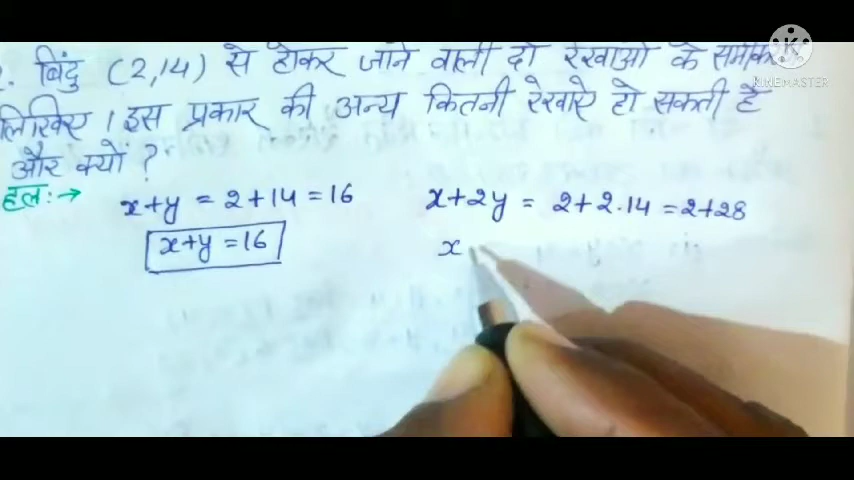 . बिंदु (2,14) से होकर जाने वाली दो रेखाओ के समीकर
लिखिए । इस प्रकार की अन्य कितनी रेखाऐ हो सकती है
और क्यों ?
हलः→ x+y = 2+14 = 16 x+2y = 2+2.14 = 2+28
x+y = 16 x
KINEMASTER